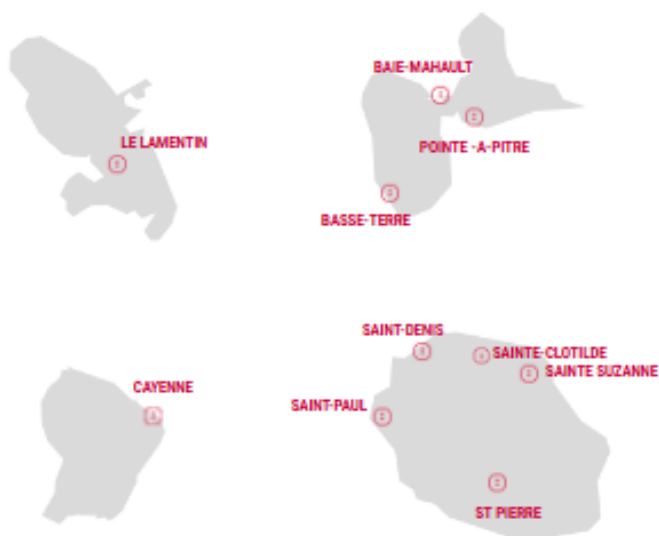 BAIE-MAHAULT
LE LAMENTIN
POINTE -A-PITRE
BASSE-TERRE
SAINT-DENIS
SAINTE-CLOTILDE
SAINTE SUZANNE
CAYENNE
SAINT-PAUL
ST PIERRE